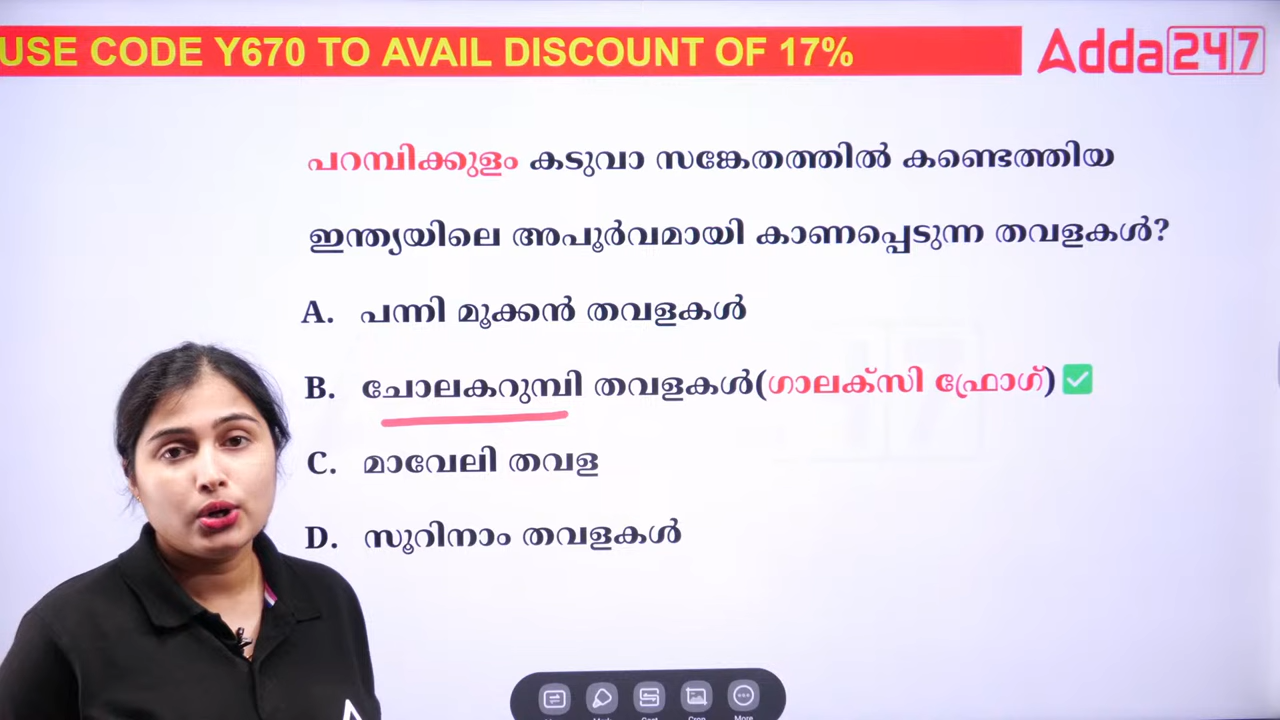 USE CODE Y670 TO AVAIL DISCOUNT OF 17%
Adda247
പറമ്പിക്കുളം കടുവാ സങ്കേതത്തിൽ കണ്ടെത്തിയ
ഇന്ത്യയിലെ അപൂർവമായി കാണപ്പെടുന്ന തവളകൾ?
A. പന്നി മൂക്കൻ തവളകൾ
B. ചോലകറുമ്പി തവളകൾ(ഗാലക്സി ഫ്രോഗ്)
C. മാവേലി തവള
D. സൂറിനാം തവളകൾ
More